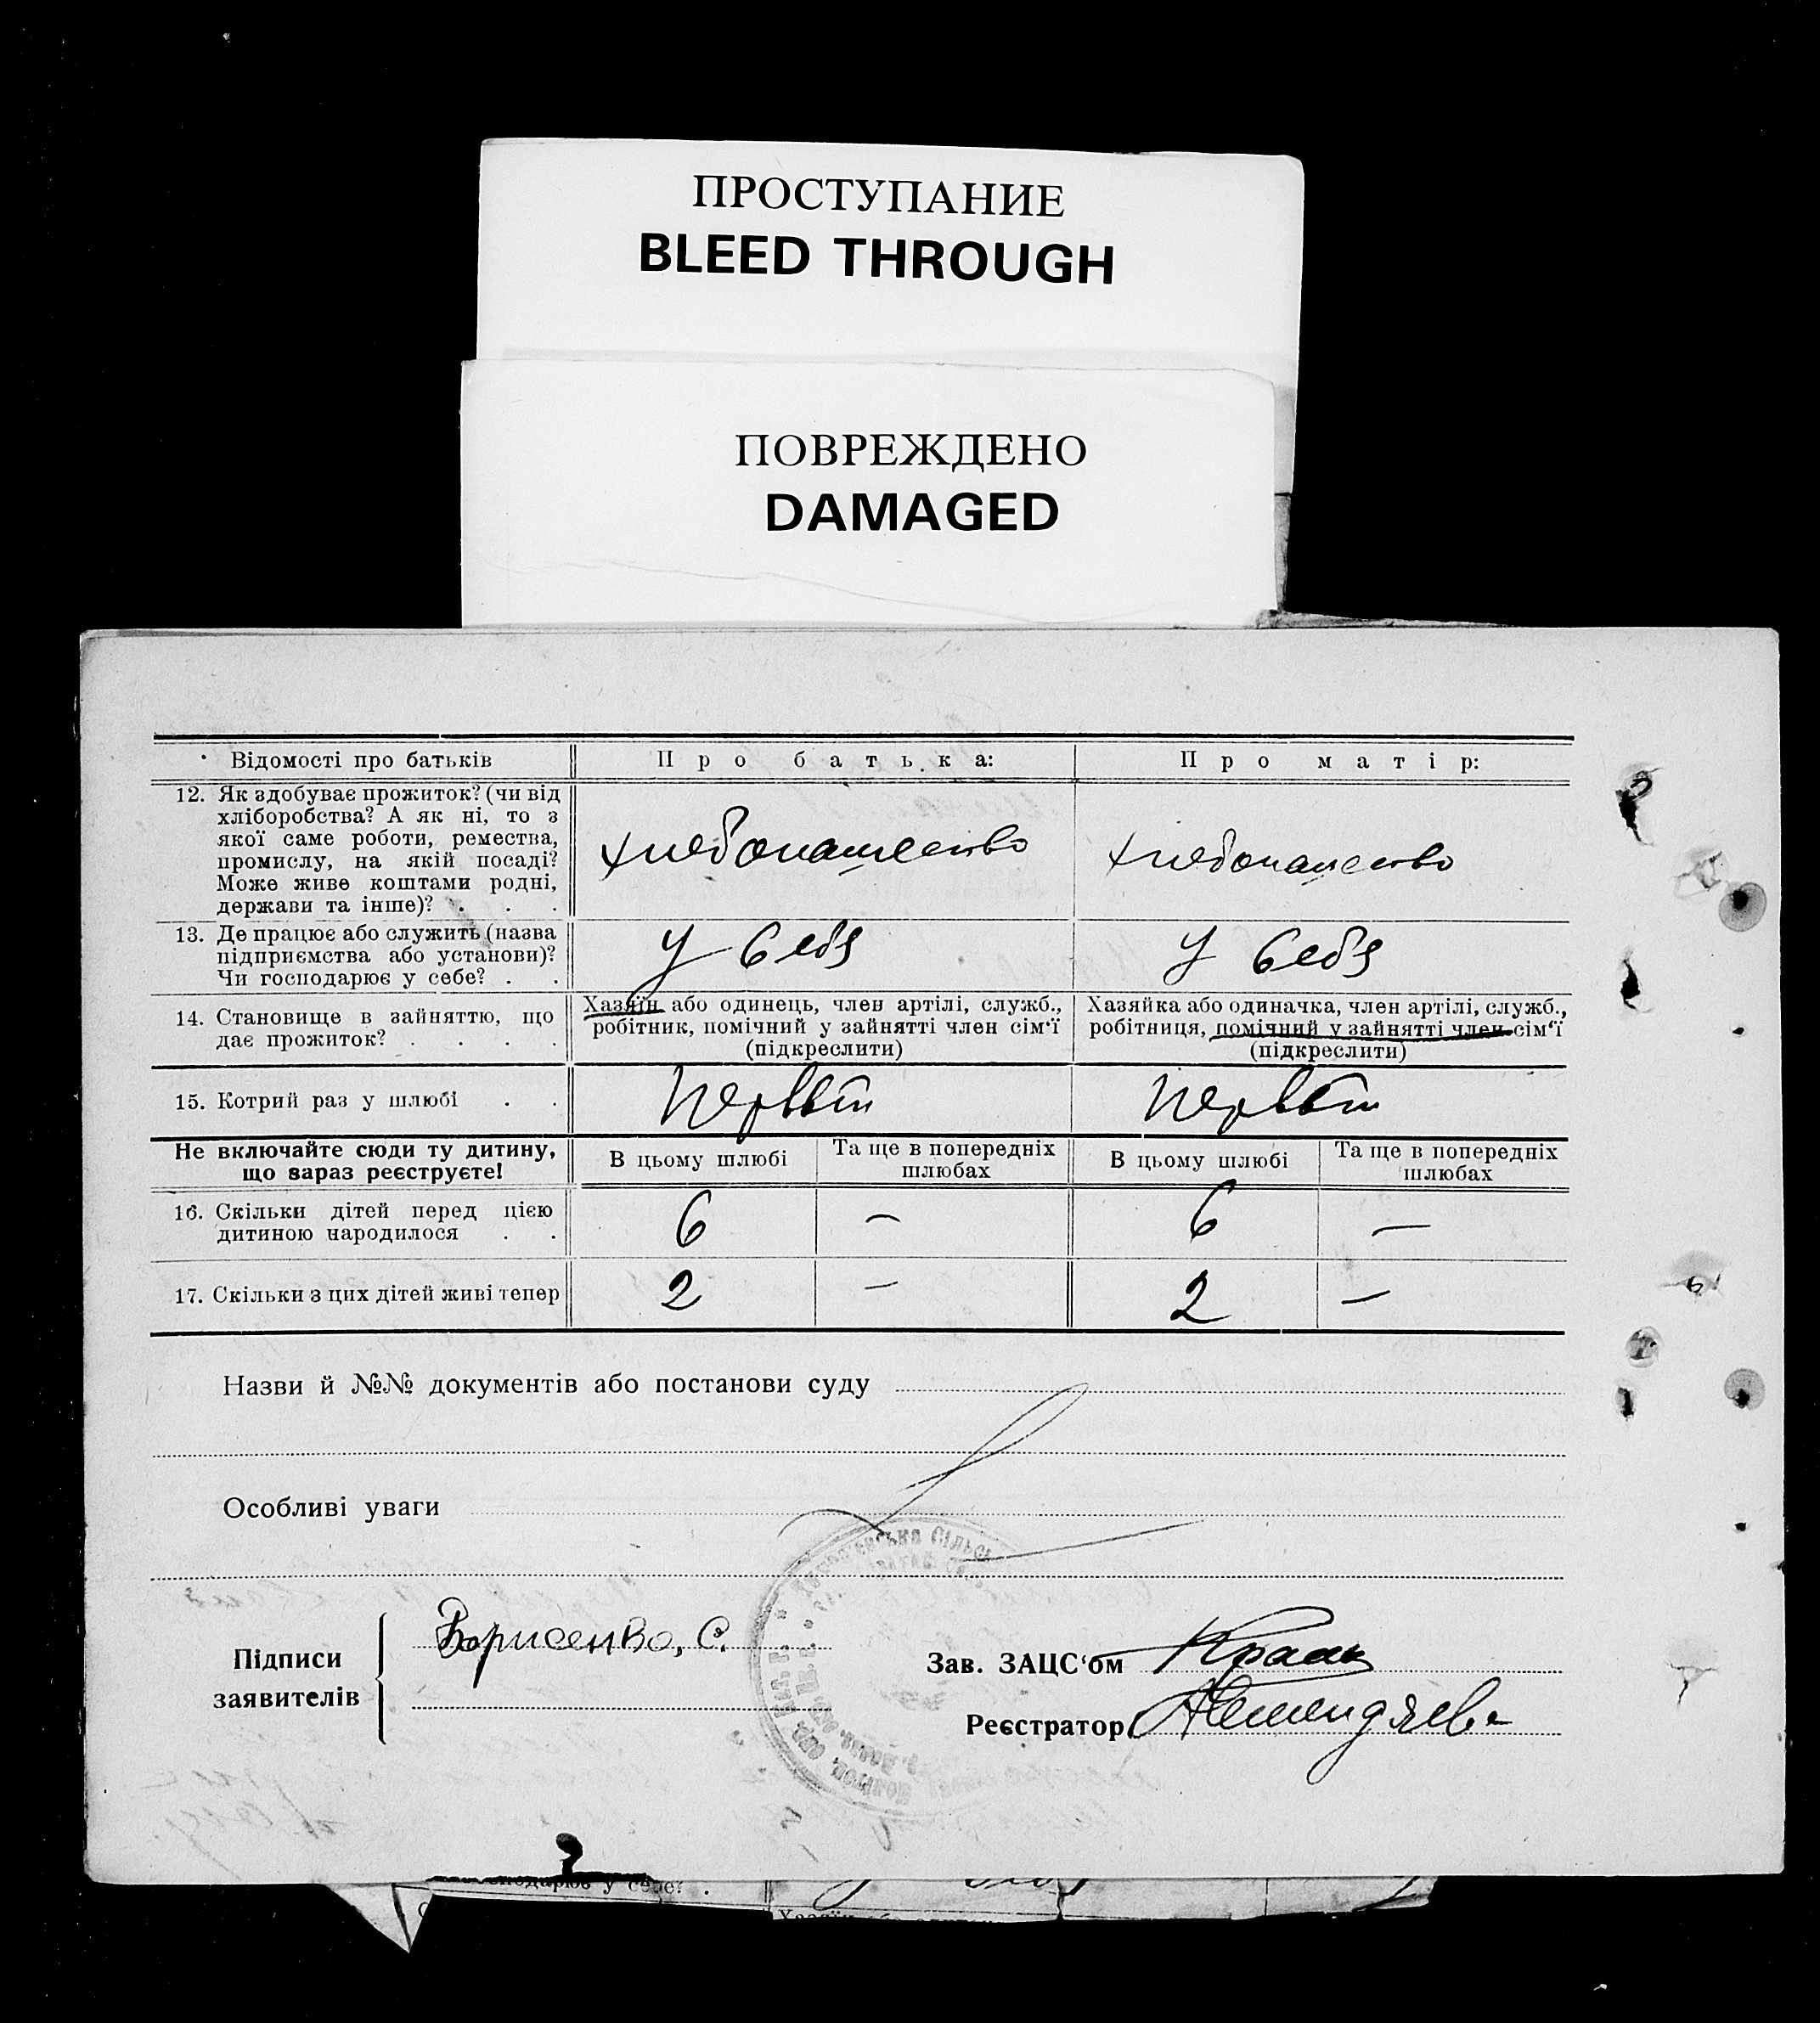 ПРОСТУПАНИЕ
BLEED THROUGH
ПОВРЕЖДЕНО
DAMAGED
Відомості про батьків
Про батька:
Про матір:
12. Як здобуває прожиток? (чи від
хліборобства? А як ні, то з
якої саме роботи, ремества,
промислу, на якій посаді?
Може живе коштами родні,
держави та інше)? . . .
хлебопашество
хлебопашество
13. Де працює або служить (назва
підприємства або установи)?
Чи господарює у себе? . .
У себя
У себя
14. Становище в зайняттю, що
дає прожиток? . . . .
Хазяїн або одинець, член артілі, служб.,
робітник, помічний у зайнятті член сім'ї
(підкреслити)
Хазяйка або одиначка, член артілі, служб.,
робітниця, помічний у зайнятті член сім'ї
(підкреслити)
15. Котрий раз у шлюбі . .
Первый
Первый
Не включайте сюди ту дитину,
що зараз реєструєте!
В цьому шлюбі
Та ще в попередніх
шлюбах
В цьому шлюбі
Та ще в попередніх
шлюбах
16. Скільки дітей перед цією
дитиною народилося . .
6 — 6 —
17. Скільки з цих дітей живі тепер
2 — 2 —
Назви й №№ документів або постанови суду
Особливі уваги
Підписи
заявителів
Борисенко, С.
Зав. ЗАЦС'ом
Реєстратор
господарює у себе? .